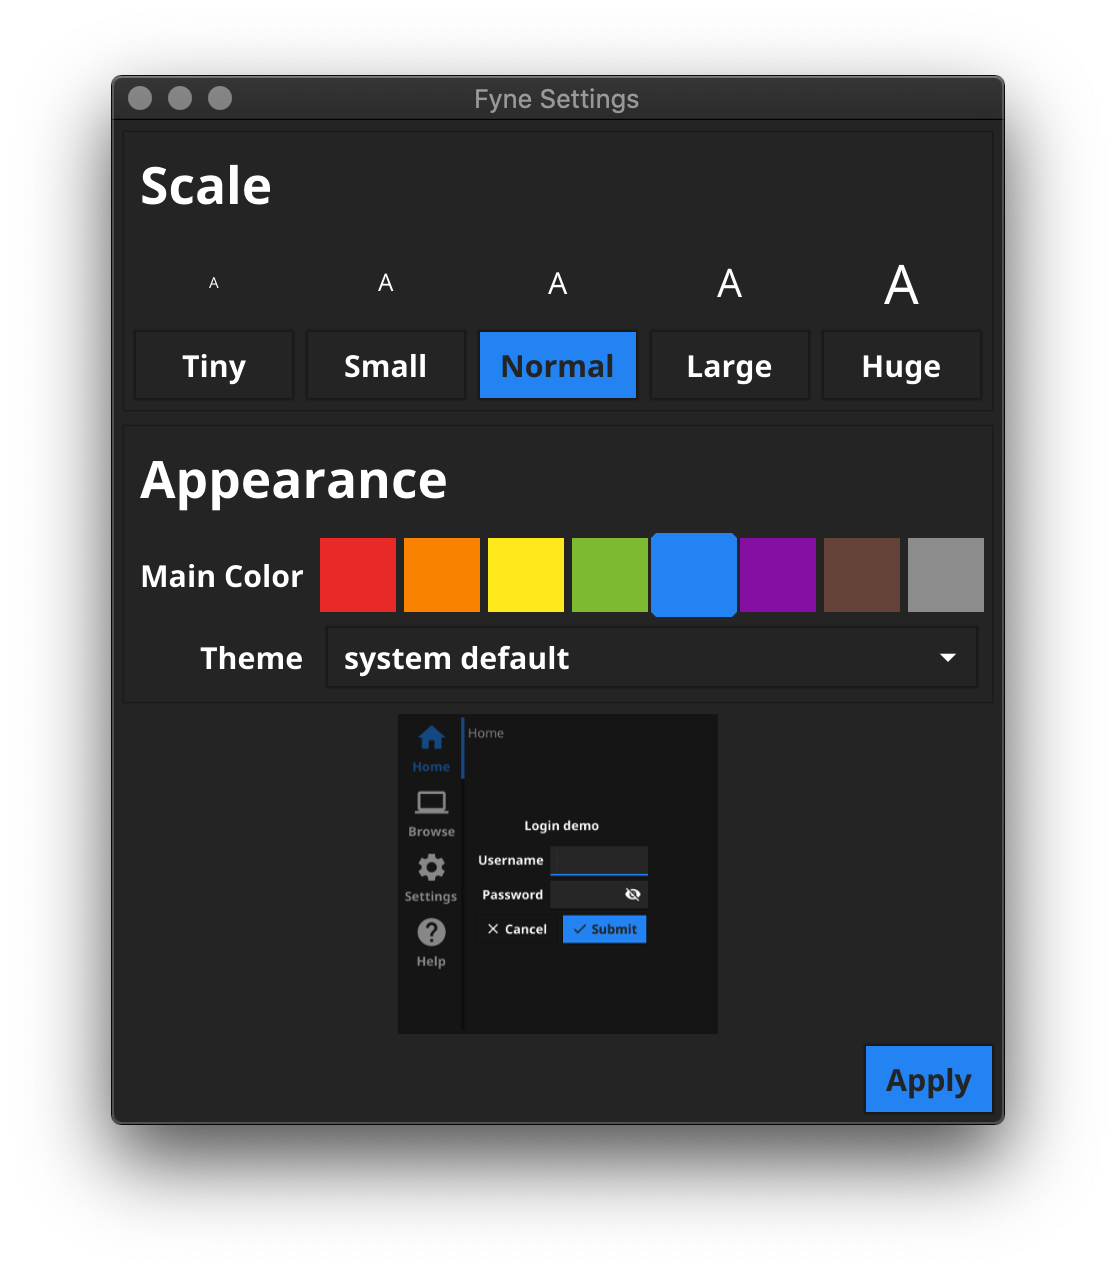 Fyne Settings
Scale
A A A A A
Tiny Small Normal Large Huge
Appearance
Main Color
Theme system default
Home
Home
Browse
Settings
Help
Login demo
Username
Password
Cancel Submit
Apply